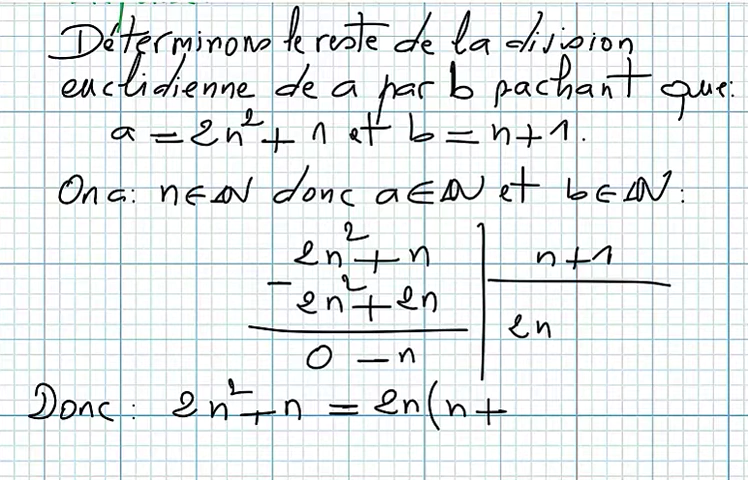 Déterminons le reste de la division
euclidienne de a par b sachant que:
a = 2n² + 1 et b = n + 1.
On a: n ∈ ℕ donc a ∈ ℕ et b ∈ ℕ:
2n² + n | n + 1
- 2n² + 2n | 2n
0 - n
Donc: 2n² + n = 2n(n +